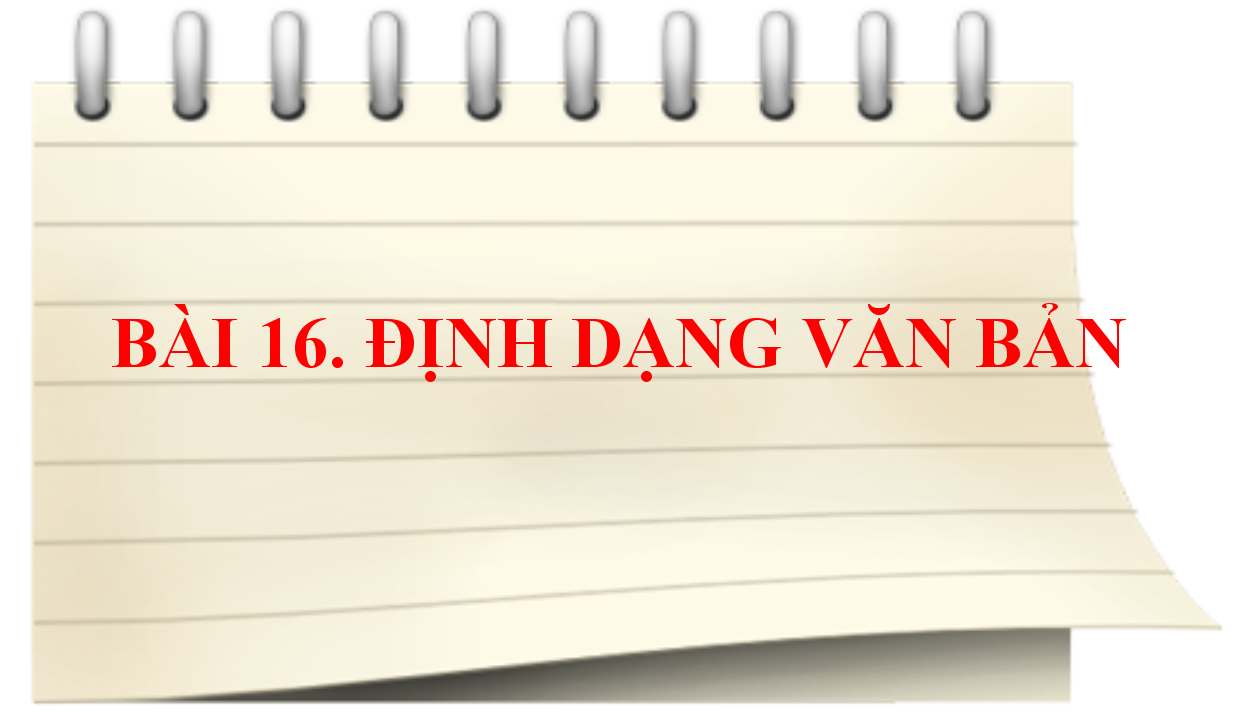 BÀI 16. ĐỊNH DẠNG VĂN BẢN